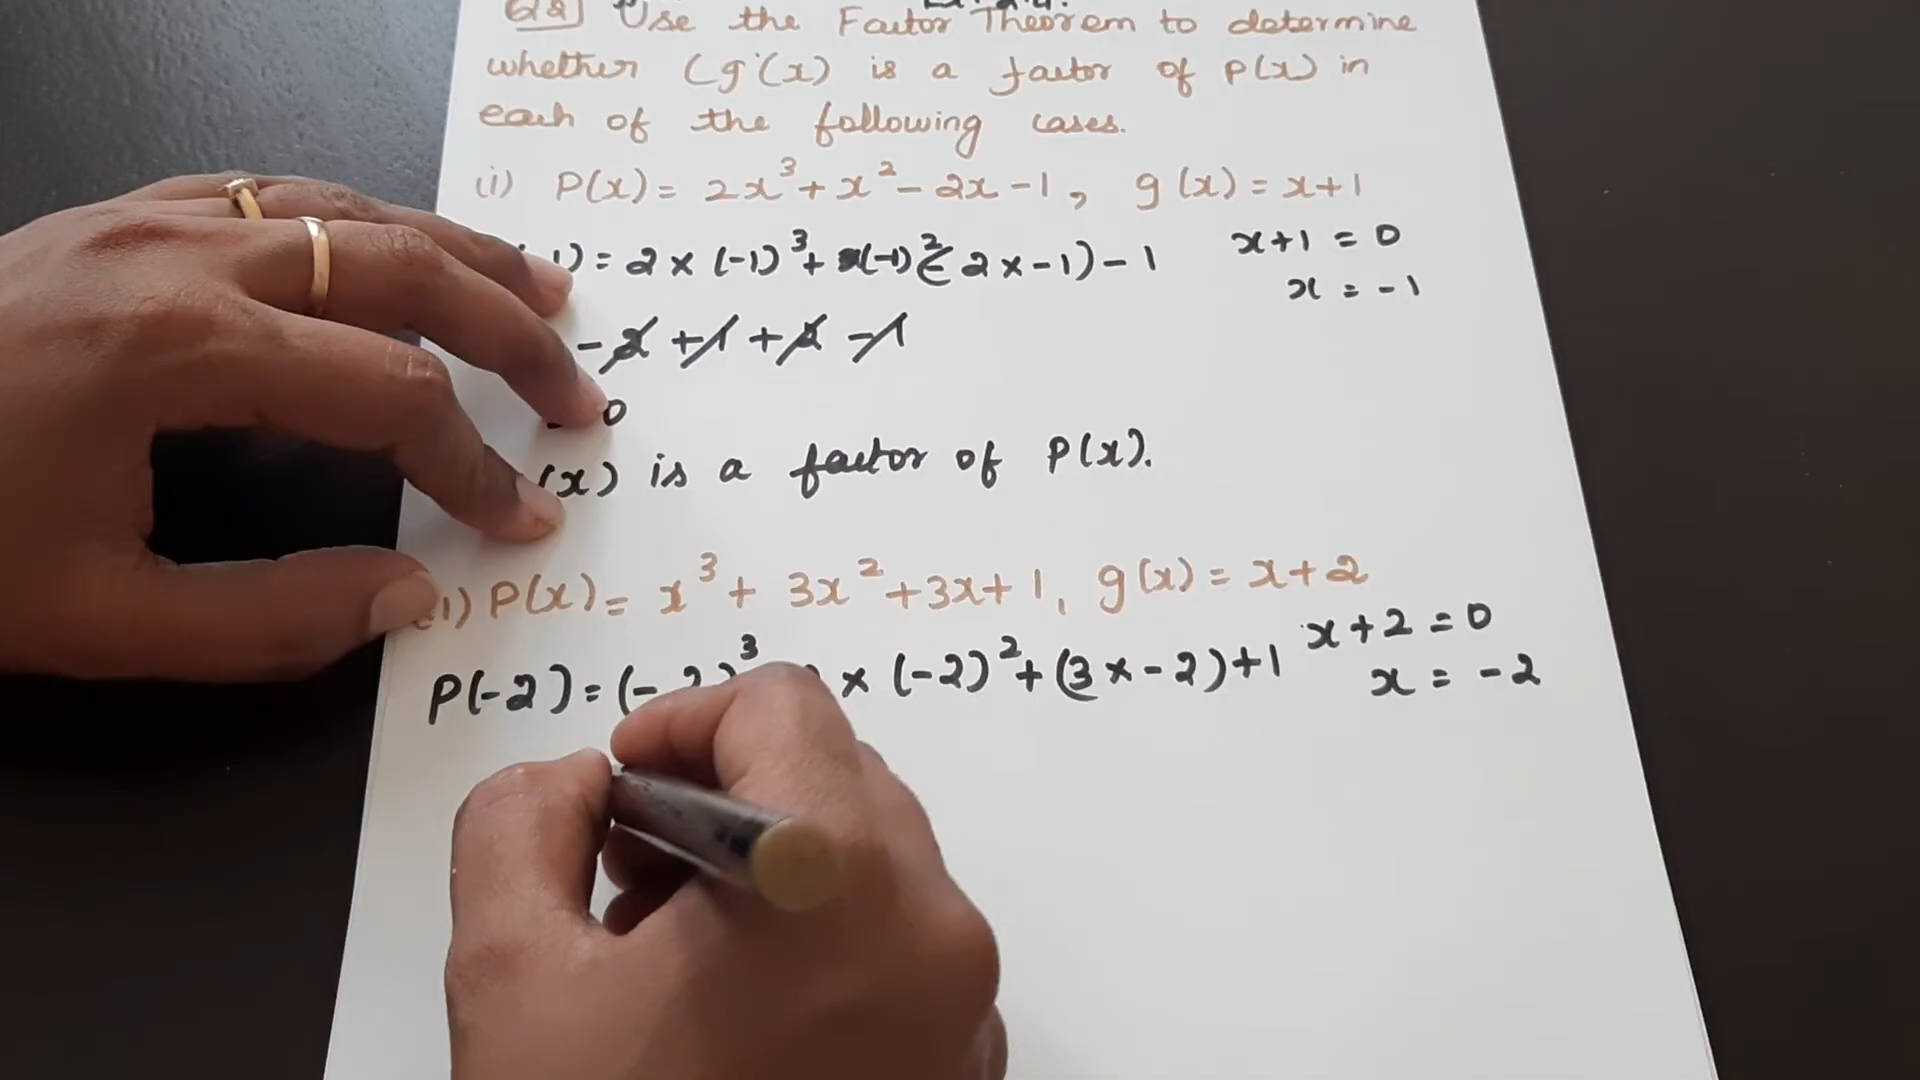 Use the Factor Theorem to determine
whether (g(x) is a factor of P(x) in
each of the following cases.
(i) P(x) = 2x³ + x² - 2x - 1, g(x) = x+1
1) = 2 × (-1)³ + (-1)² (- 2 × -1) - 1 x+1 = 0
x = -1
- 2 + 1 + 2 - 1
= 0
(x) is a factor of P(x).
1) P(x) = x³ + 3x² + 3x + 1, g(x) = x+2
P(-2) = (-2)³ × (-2)² + (3 × -2) + 1 x+2 = 0
x = -2